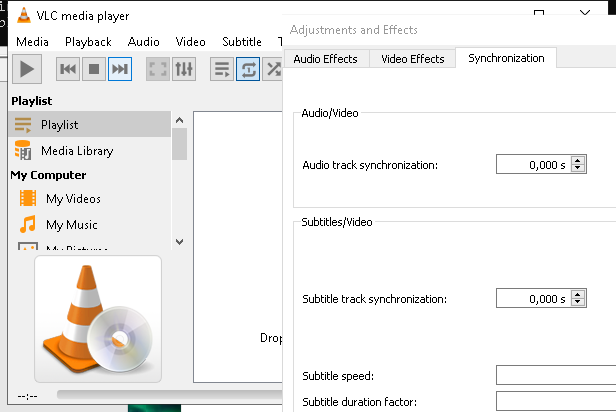 VLC media player
Media Playback Audio Video Subtitle
Playlist
Playlist
Media Library
My Computer
My Videos
My Music
My Pictures
Drop
--:--
Adjustments and Effects
Audio Effects Video Effects Synchronization
Audio/Video
Audio track synchronization: 0,000 s
Subtitles/Video
Subtitle track synchronization: 0,000 s
Subtitle speed:
Subtitle duration factor: